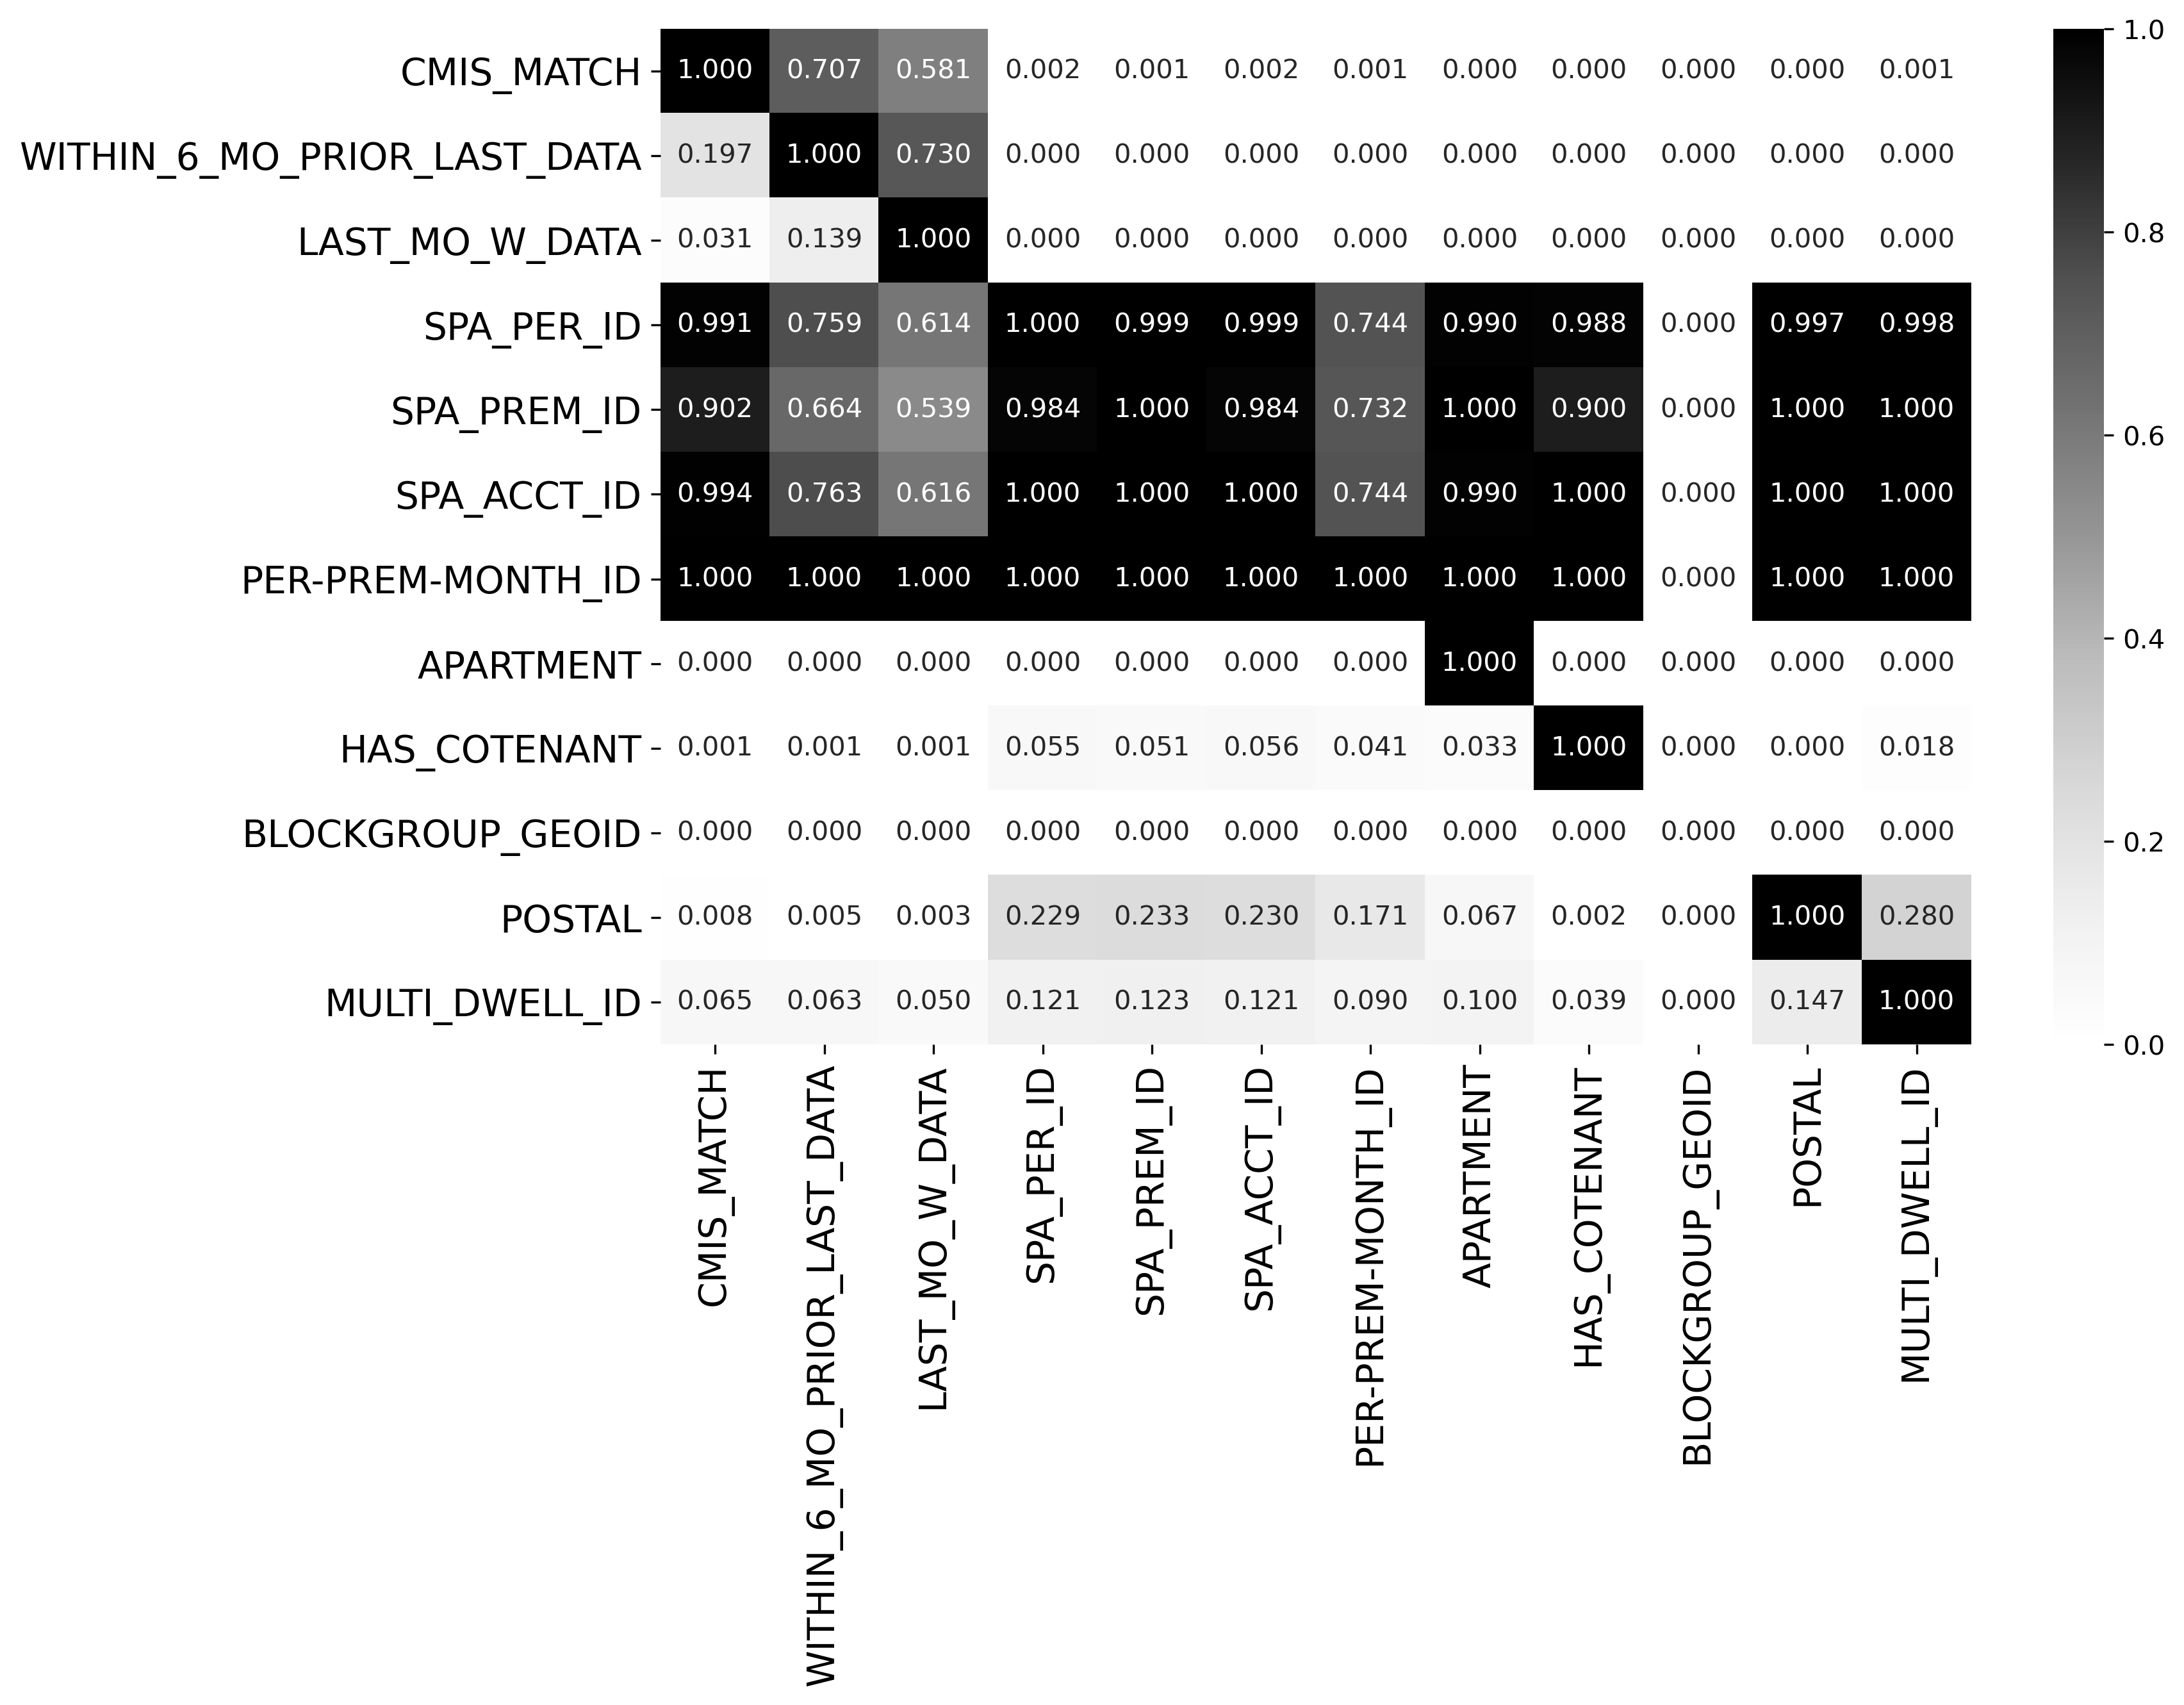 CMIS_MATCH 1.000 0.707 0.581 0.002 0.001 0.002 0.001 0.000 0.000 0.000 0.000 0.001
WITHIN_6_MO_PRIOR_LAST_DATA 0.197 1.000 0.730 0.000 0.000 0.000 0.000 0.000 0.000 0.000 0.000 0.000
LAST_MO_W_DATA 0.031 0.139 1.000 0.000 0.000 0.000 0.000 0.000 0.000 0.000 0.000 0.000
SPA_PER_ID 0.991 0.759 0.614 1.000 0.999 0.999 0.744 0.990 0.988 0.000 0.997 0.998
SPA_PREM_ID 0.902 0.664 0.539 0.984 1.000 0.984 0.732 1.000 0.900 0.000 1.000 1.000
SPA_ACCT_ID 0.994 0.763 0.616 1.000 1.000 1.000 0.744 0.990 1.000 0.000 1.000 1.000
PER-PREM-MONTH_ID 1.000 1.000 1.000 1.000 1.000 1.000 1.000 1.000 1.000 0.000 1.000 1.000
APARTMENT 0.000 0.000 0.000 0.000 0.000 0.000 0.000 1.000 0.000 0.000 0.000 0.000
HAS_COTENANT 0.001 0.001 0.001 0.055 0.051 0.056 0.041 0.033 1.000 0.000 0.000 0.018
BLOCKGROUP_GEOID 0.000 0.000 0.000 0.000 0.000 0.000 0.000 0.000 0.000 0.000 0.000 0.000
POSTAL 0.008 0.005 0.003 0.229 0.233 0.230 0.171 0.067 0.002 0.000 1.000 0.280
MULTI_DWELL_ID 0.065 0.063 0.050 0.121 0.123 0.121 0.090 0.100 0.039 0.000 0.147 1.000
CMIS_MATCH
WITHIN_6_MO_PRIOR_LAST_DATA
LAST_MO_W_DATA
SPA_PER_ID
SPA_PREM_ID
SPA_ACCT_ID
PER-PREM-MONTH_ID
APARTMENT
HAS_COTENANT
BLOCKGROUP_GEOID
POSTAL
MULTI_DWELL_ID
1.0
0.8
0.6
0.4
0.2
0.0